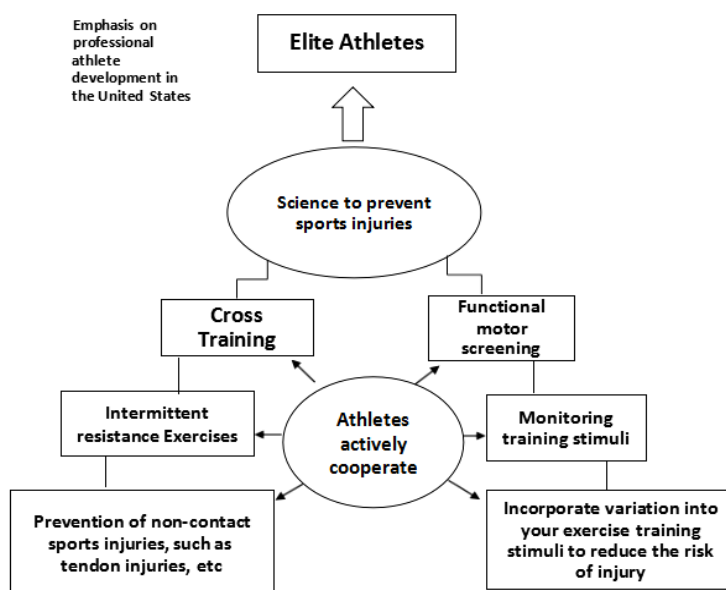 Emphasis on
professional
athlete
development in
the United States
Elite Athletes
Science to prevent
sports injuries
Cross
Training
Functional
motor
screening
Intermittent
resistance Exercises
Athletes
actively
cooperate
Monitoring
training stimuli
Prevention of non-contact
sports injuries, such as
tendon injuries, etc
Incorporate variation into
your exercise training
stimuli to reduce the risk
of injury